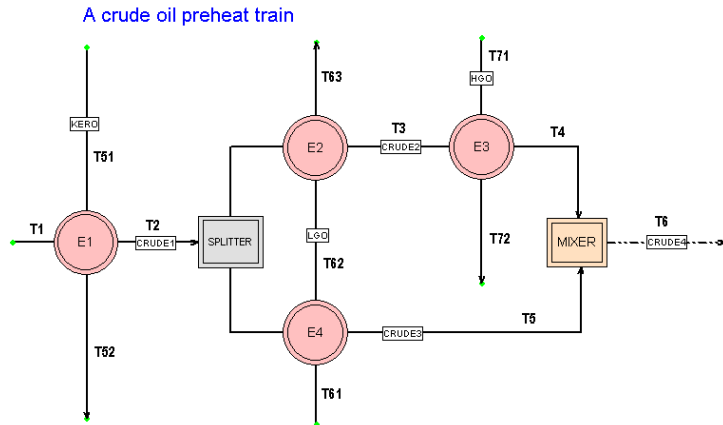 A crude oil preheat train
T71
T63
HGO
KERO
T3
T4
E2
CRUDE2
E3
T51
T1
T2
T6
E1
CRUDE1
SPLITTER
LGO
T72
MIXER
CRUDE4
T62
T5
E4
CRUDE3
T52
T61